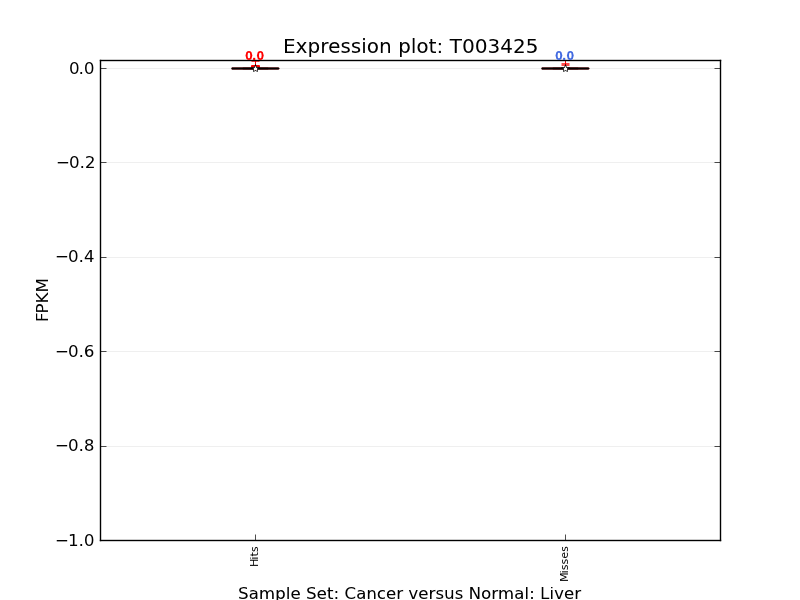 Expression plot: T003425
0.0 0.0
0.0
−0.2
−0.4
−0.6
−0.8
−1.0
FPKM
Hits Misses
Sample Set: Cancer versus Normal: Liver